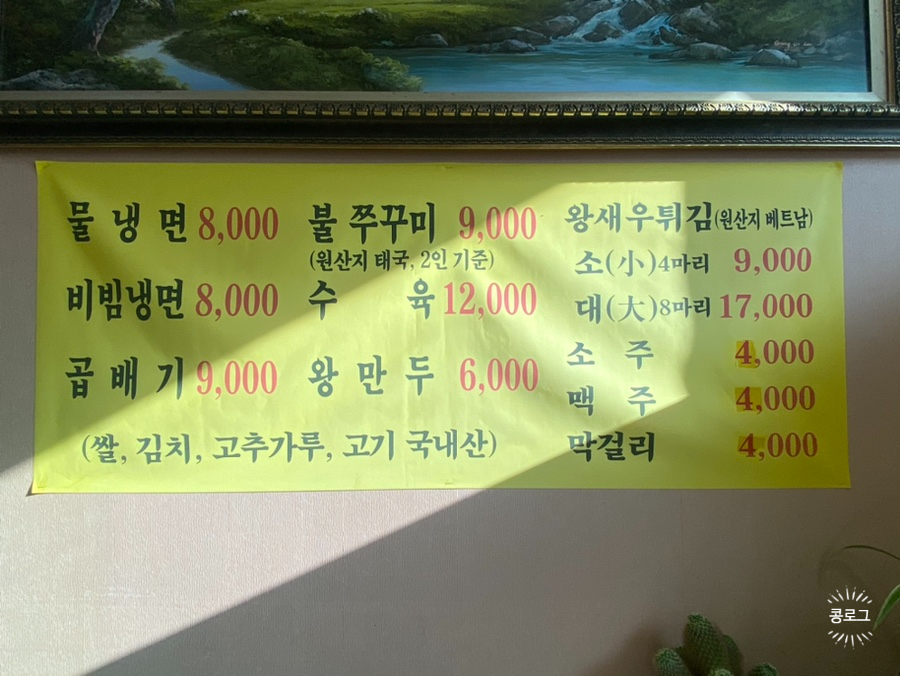 물 냉 면 8,000
비빔냉면 8,000
곱 배 기 9,000
불 쭈꾸미 9,000
(원산지 태국, 2인 기준)
수 육 12,000
왕 만 두 6,000
(쌀, 김치, 고추가루, 고기 국내산)
왕새우튀김(원산지 베트남)
소(小)4마리 9,000
대(大)8마리 17,000
소 주 4,000
맥 주 4,000
막걸리 4,000
콩로그